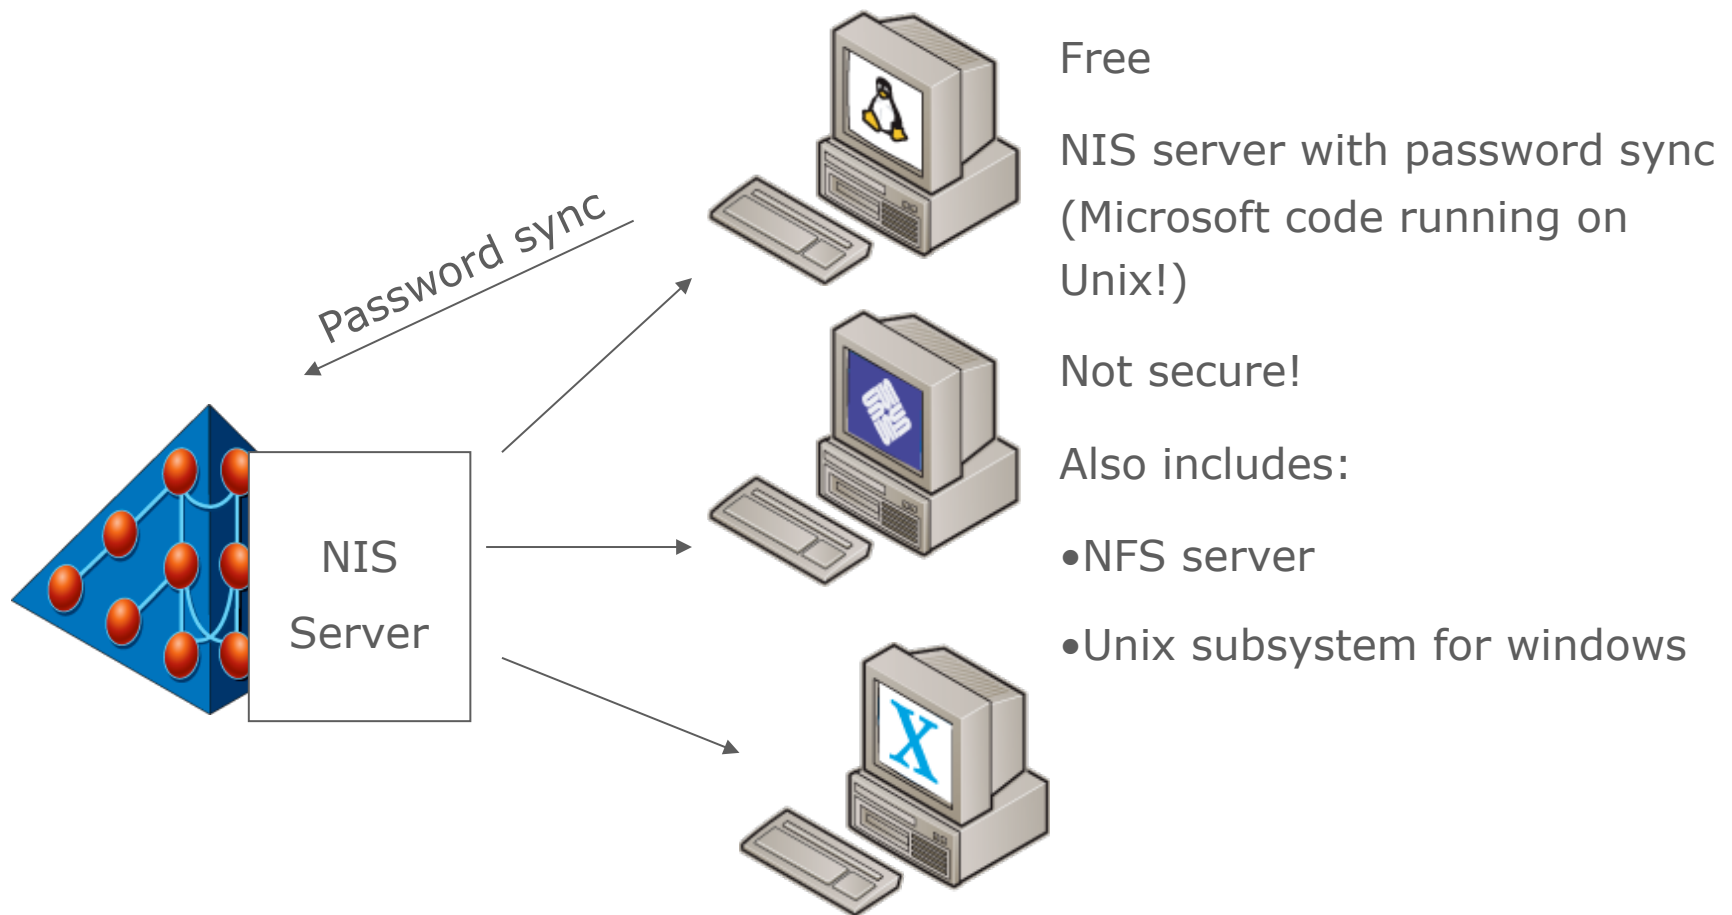 Free
NIS server with password sync
(Microsoft code running on
Unix!)
Not secure!
Also includes:
•NFS server
•Unix subsystem for windows
Password sync
NIS
Server
X